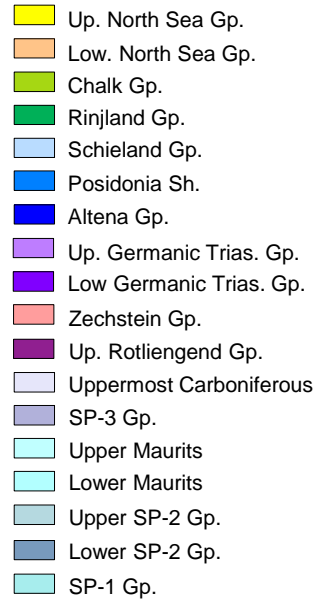 Up. North Sea Gp.
Low. North Sea Gp.
Chalk Gp.
Rinjland Gp.
Schieland Gp.
Posidonia Sh.
Altena Gp.
Up. Germanic Trias. Gp.
Low Germanic Trias. Gp.
Zechstein Gp.
Up. Rotliengend Gp.
Uppermost Carboniferous
SP-3 Gp.
Upper Maurits
Lower Maurits
Upper SP-2 Gp.
Lower SP-2 Gp.
SP-1 Gp.